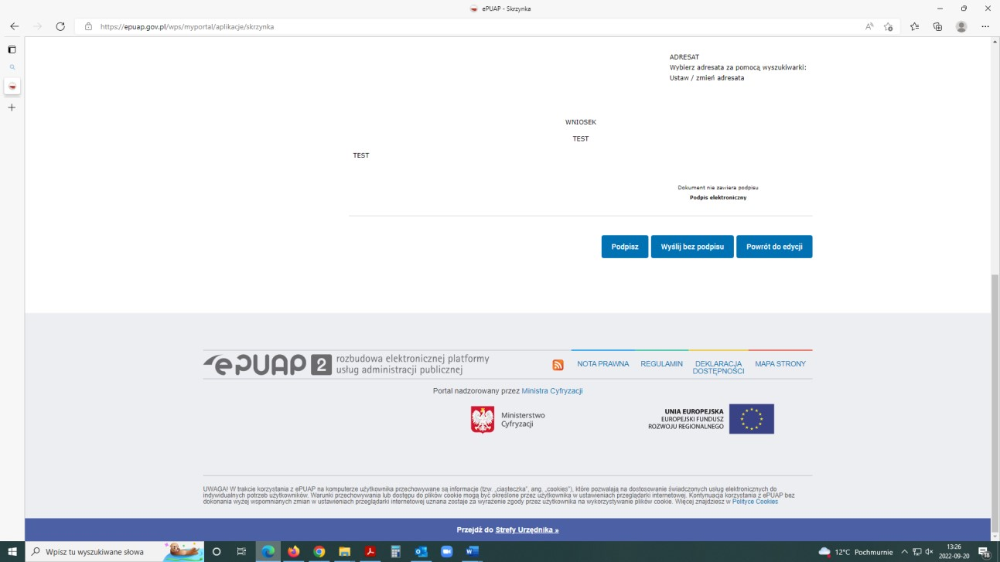 ePUAP - Skrzynka
https://epuap.gov.pl/wps/myportal/aplikacje/skrzynka
ADRESAT
Wybierz adresata za pomocą wyszukiwarki:
Ustaw / zmień adresata
WNIOSEK
TEST
TEST
Dokument nie zawiera podpisu
Podpis elektroniczny
Podpisz
Wyślij bez podpisu
Powrót do edycji
ePUAP 2
rozbudowa elektronicznej platformy
usług administracji publicznej
NOTA PRAWNA
REGULAMIN
DEKLARACJA
DOSTĘPNOŚCI
MAPA STRONY
Portal nadzorowany przez Ministra Cyfryzacji
Ministerstwo
Cyfryzacji
UNIA EUROPEJSKA
EUROPEJSKI FUNDUSZ
ROZWOJU REGIONALNEGO
UWAGA! W trakcie korzystania z ePUAP na komputerze użytkownika przechowywane są informacje (tzw. „ciasteczka”, ang. „cookies”), które pozwalają na dostosowanie świadczonych usług elektronicznych do
indywidualnych potrzeb użytkowników. Warunki przechowywania lub dostępu do plików cookie mogą być określone przez użytkownika w ustawieniach przeglądarki internetowej. Kontynuacja korzystania z ePUAP bez
dokonania wyżej wspomnianych zmian w ustawieniach przeglądarki internetowej uznana zostaje za wyrażenie zgody przez użytkownika na wykorzystywanie plików cookie. Więcej znajdziesz w Polityce Cookies
Przejdź do Strefy Urzędnika »
Wpisz tu wyszukiwane słowa
12°C Pochmurnie
13:26
2022-09-20
18